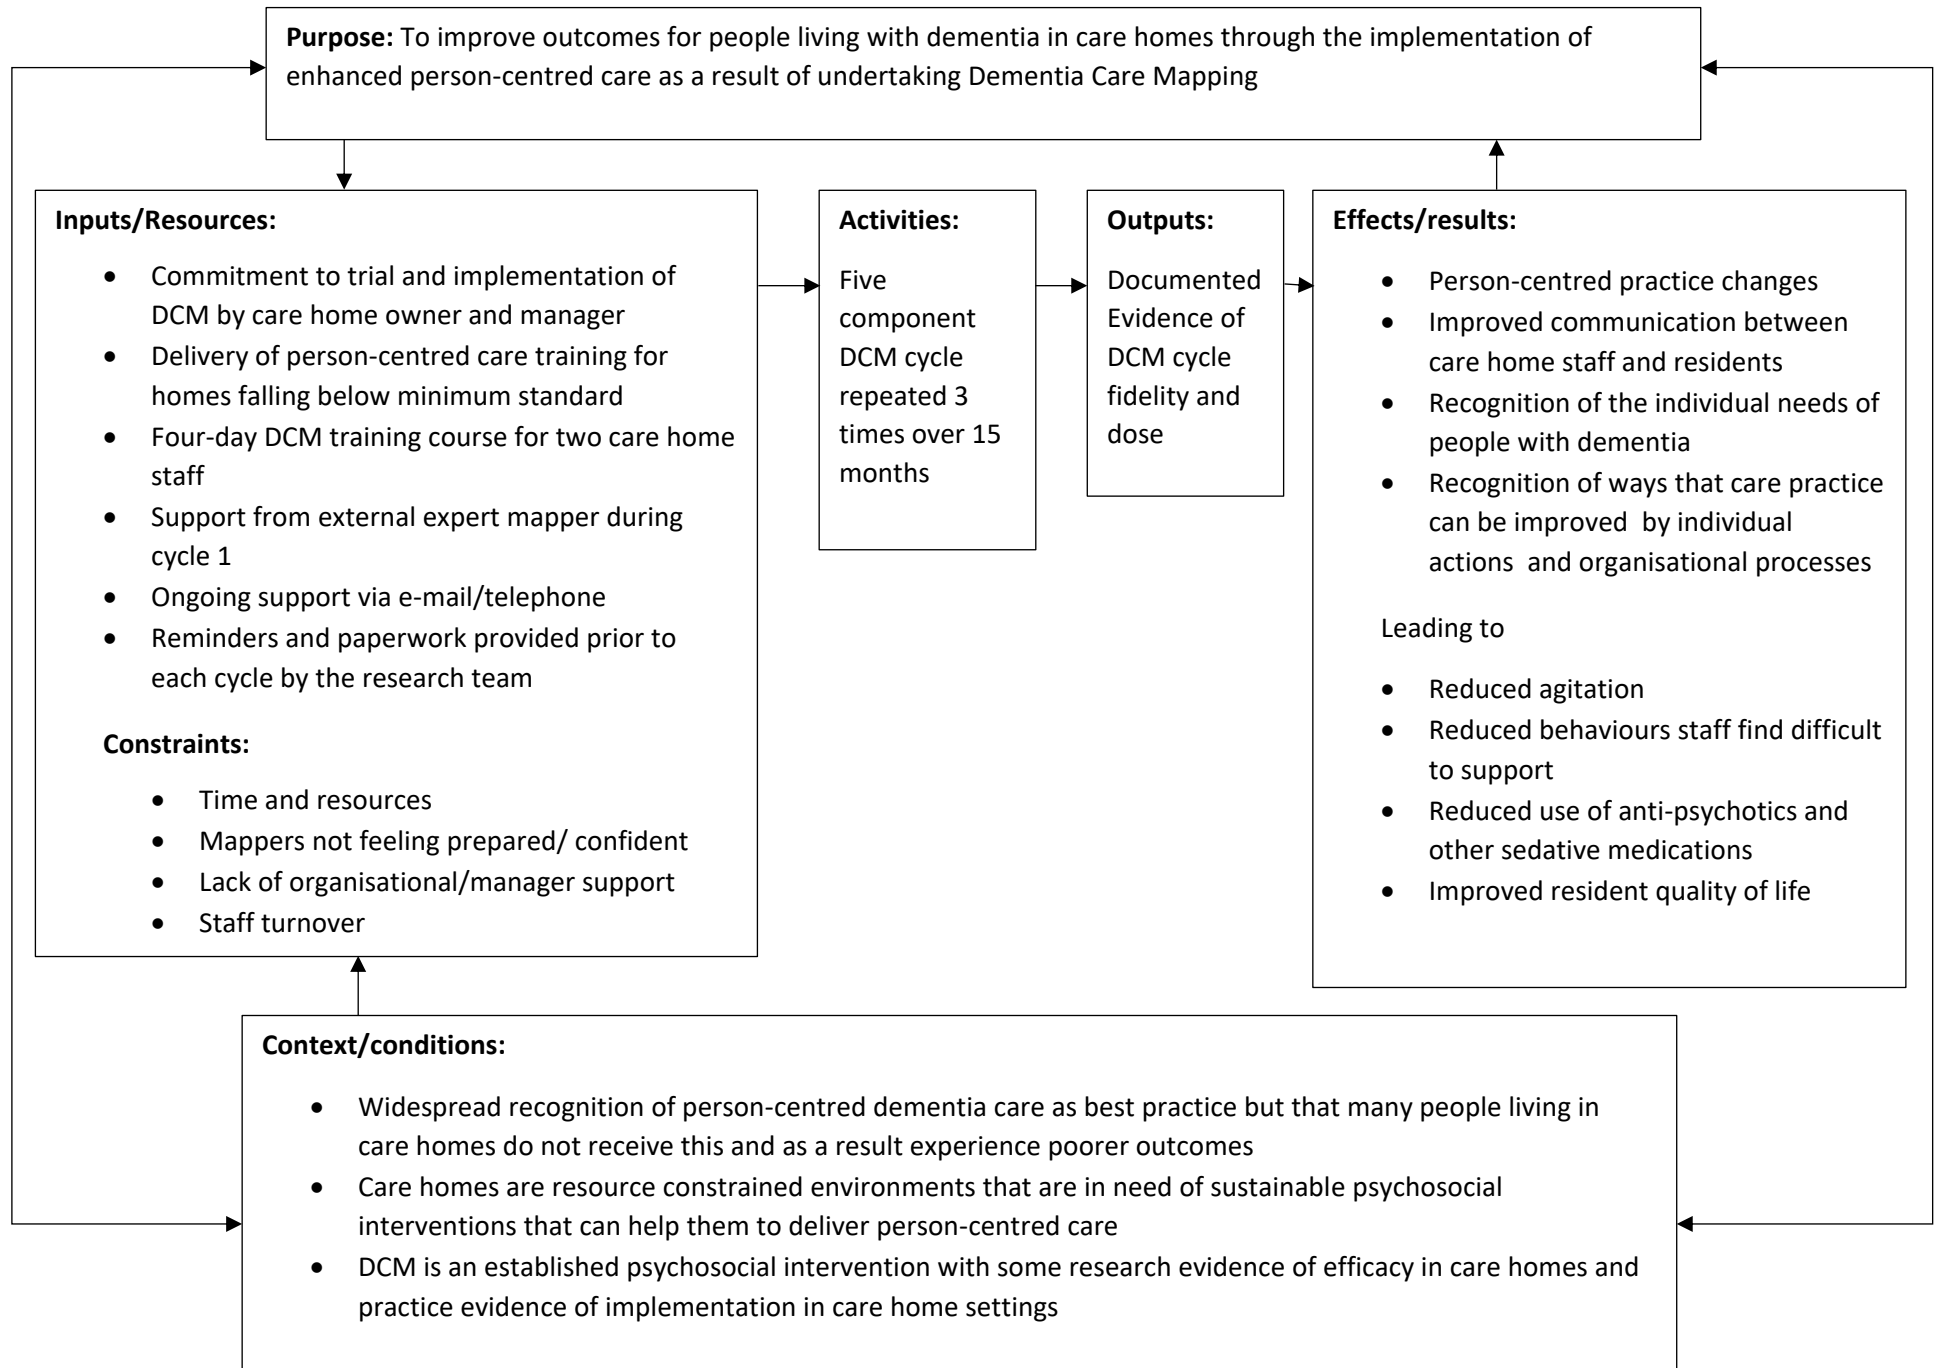 Purpose: To improve outcomes for people living with dementia in care homes through the implementation of
enhanced person-centred care as a result of undertaking Dementia Care Mapping
Inputs/Resources:
• Commitment to trial and implementation of
DCM by care home owner and manager
• Delivery of person-centred care training for
homes falling below minimum standard
• Four-day DCM training course for two care home
staff
• Support from external expert mapper during
cycle 1
• Ongoing support via e-mail/telephone
• Reminders and paperwork provided prior to
each cycle by the research team
Constraints:
• Time and resources
• Mappers not feeling prepared/ confident
• Lack of organisational/manager support
• Staff turnover
Activities:
Five
component
DCM cycle
repeated 3
times over 15
months
Outputs:
Documented
Evidence of
DCM cycle
fidelity and
dose
Effects/results:
• Person-centred practice changes
• Improved communication between
care home staff and residents
• Recognition of the individual needs of
people with dementia
• Recognition of ways that care practice
can be improved  by individual
actions  and organisational processes
Leading to
• Reduced agitation
• Reduced behaviours staff find difficult
to support
• Reduced use of anti-psychotics and
other sedative medications
• Improved resident quality of life
Context/conditions:
• Widespread recognition of person-centred dementia care as best practice but that many people living in
care homes do not receive this and as a result experience poorer outcomes
• Care homes are resource constrained environments that are in need of sustainable psychosocial
interventions that can help them to deliver person-centred care
• DCM is an established psychosocial intervention with some research evidence of efficacy in care homes and
practice evidence of implementation in care home settings